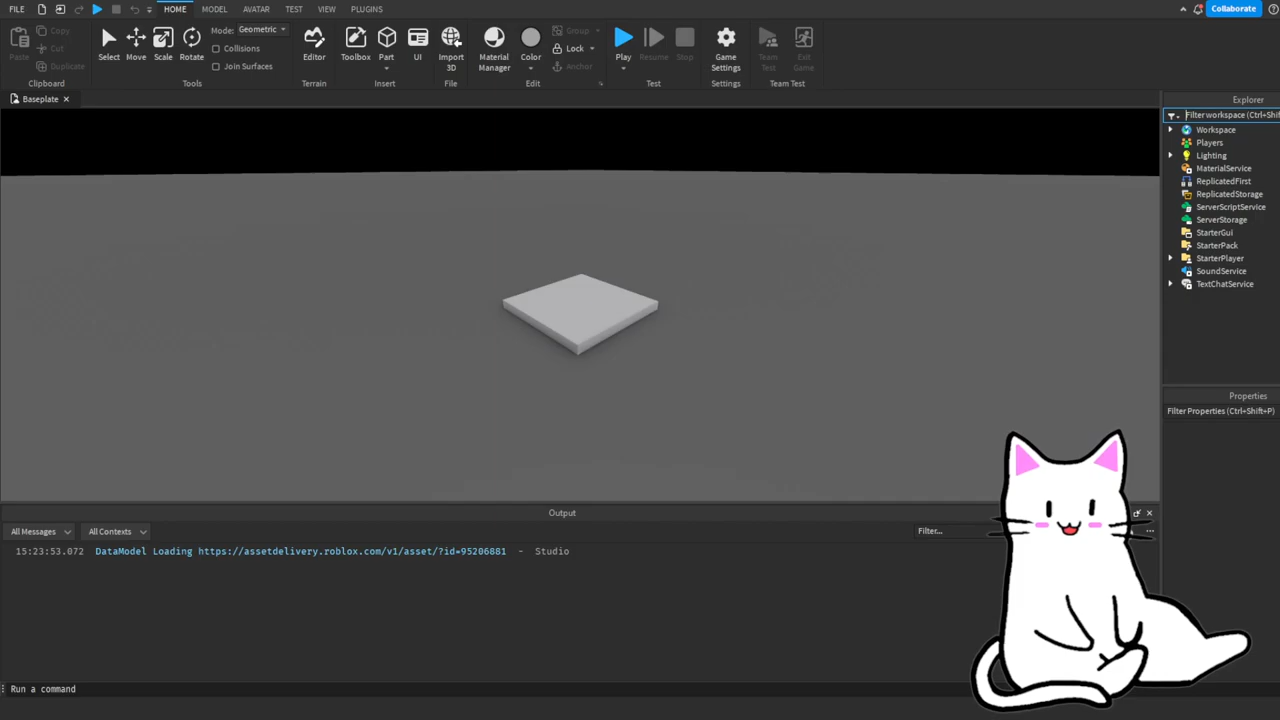 FILE HOME MODEL AVATAR TEST VIEW PLUGINS Collaborate
Paste Copy Cut Duplicate Clipboard
Select Move Scale Rotate Mode: Geometric Collisions Join Surfaces Tools
Editor Terrain
Toolbox Part UI Insert
Import 3D File
Material Manager Color Group Lock Anchor Edit
Play Resume Stop Test
Game Settings Settings
Team Test Exit Game Team Test
Baseplate
Explorer
Filter workspace (Ctrl+Shif
Workspace
Players
Lighting
MaterialService
ReplicatedFirst
ReplicatedStorage
ServerScriptService
ServerStorage
StarterGui
StarterPack
StarterPlayer
SoundService
TextChatService
Properties
Filter Properties (Ctrl+Shift+P)
Output
All Messages All Contexts Filter...
15:23:53.072 DataModel Loading https://assetdelivery.roblox.com/v1/asset/?id=95206881 - Studio
Run a command